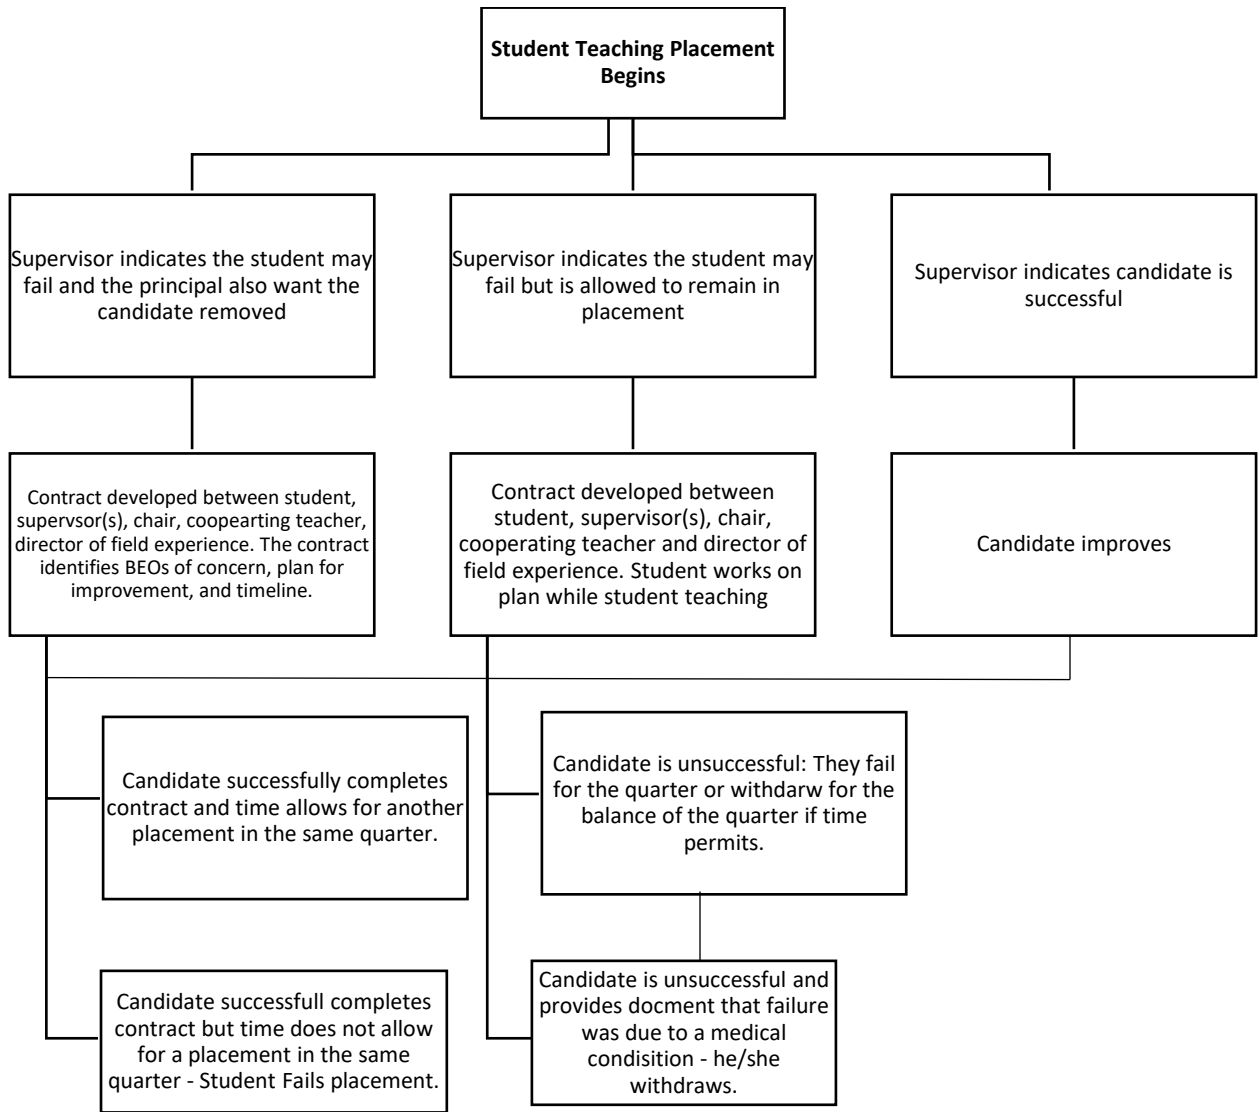 Student Teaching Placement
Begins
Supervisor indicates the student may
fail and the principal also want the
candidate removed
Supervisor indicates the student may
fail but is allowed to remain in
placement
Supervisor indicates candidate is
successful
Contract developed between student,
supervsor(s), chair, coopearting teacher,
director of field experience. The contract
identifies BEOs of concern, plan for
improvement, and timeline.
Contract developed between
student, supervisor(s), chair,
cooperating teacher and director of
field experience. Student works on
plan while student teaching
Candidate improves
Candidate successfully completes
contract and time allows for another
placement in the same quarter.
Candidate is unsuccessful: They fail
for the quarter or withdarw for the
balance of the quarter if time
permits.
Candidate successfull completes
contract but time does not allow
for a placement in the same
quarter - Student Fails placement.
Candidate is unsuccessful and
provides docment that failure
was due to a medical
condisition - he/she
withdraws.